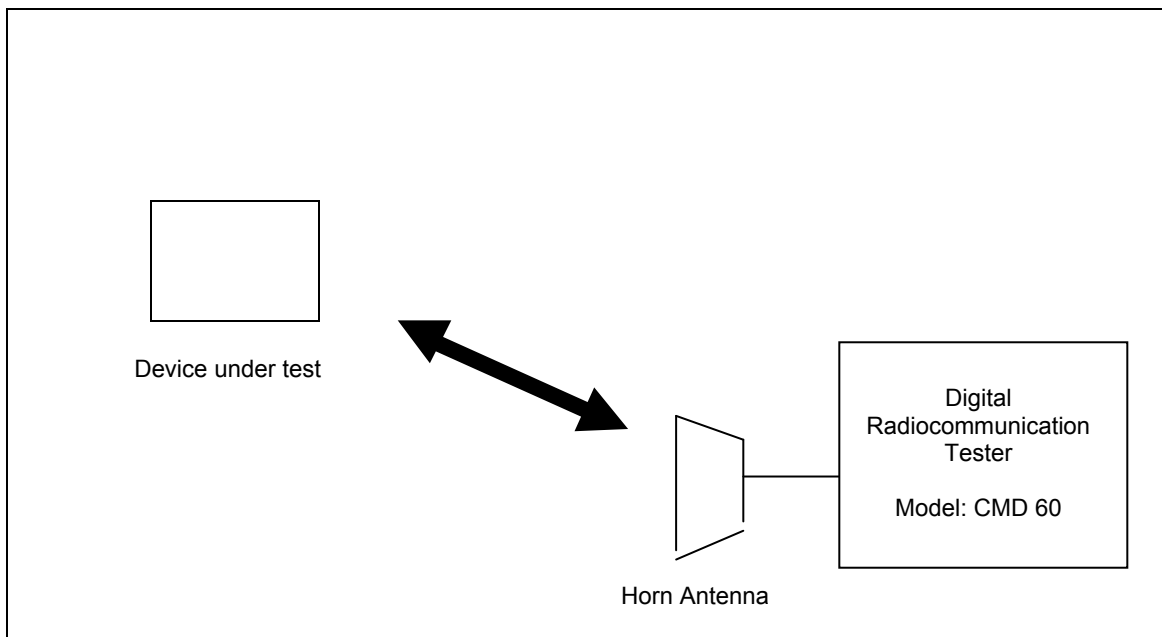 Device under test
Digital
Radiocommunication
Tester
Model: CMD 60
Horn Antenna